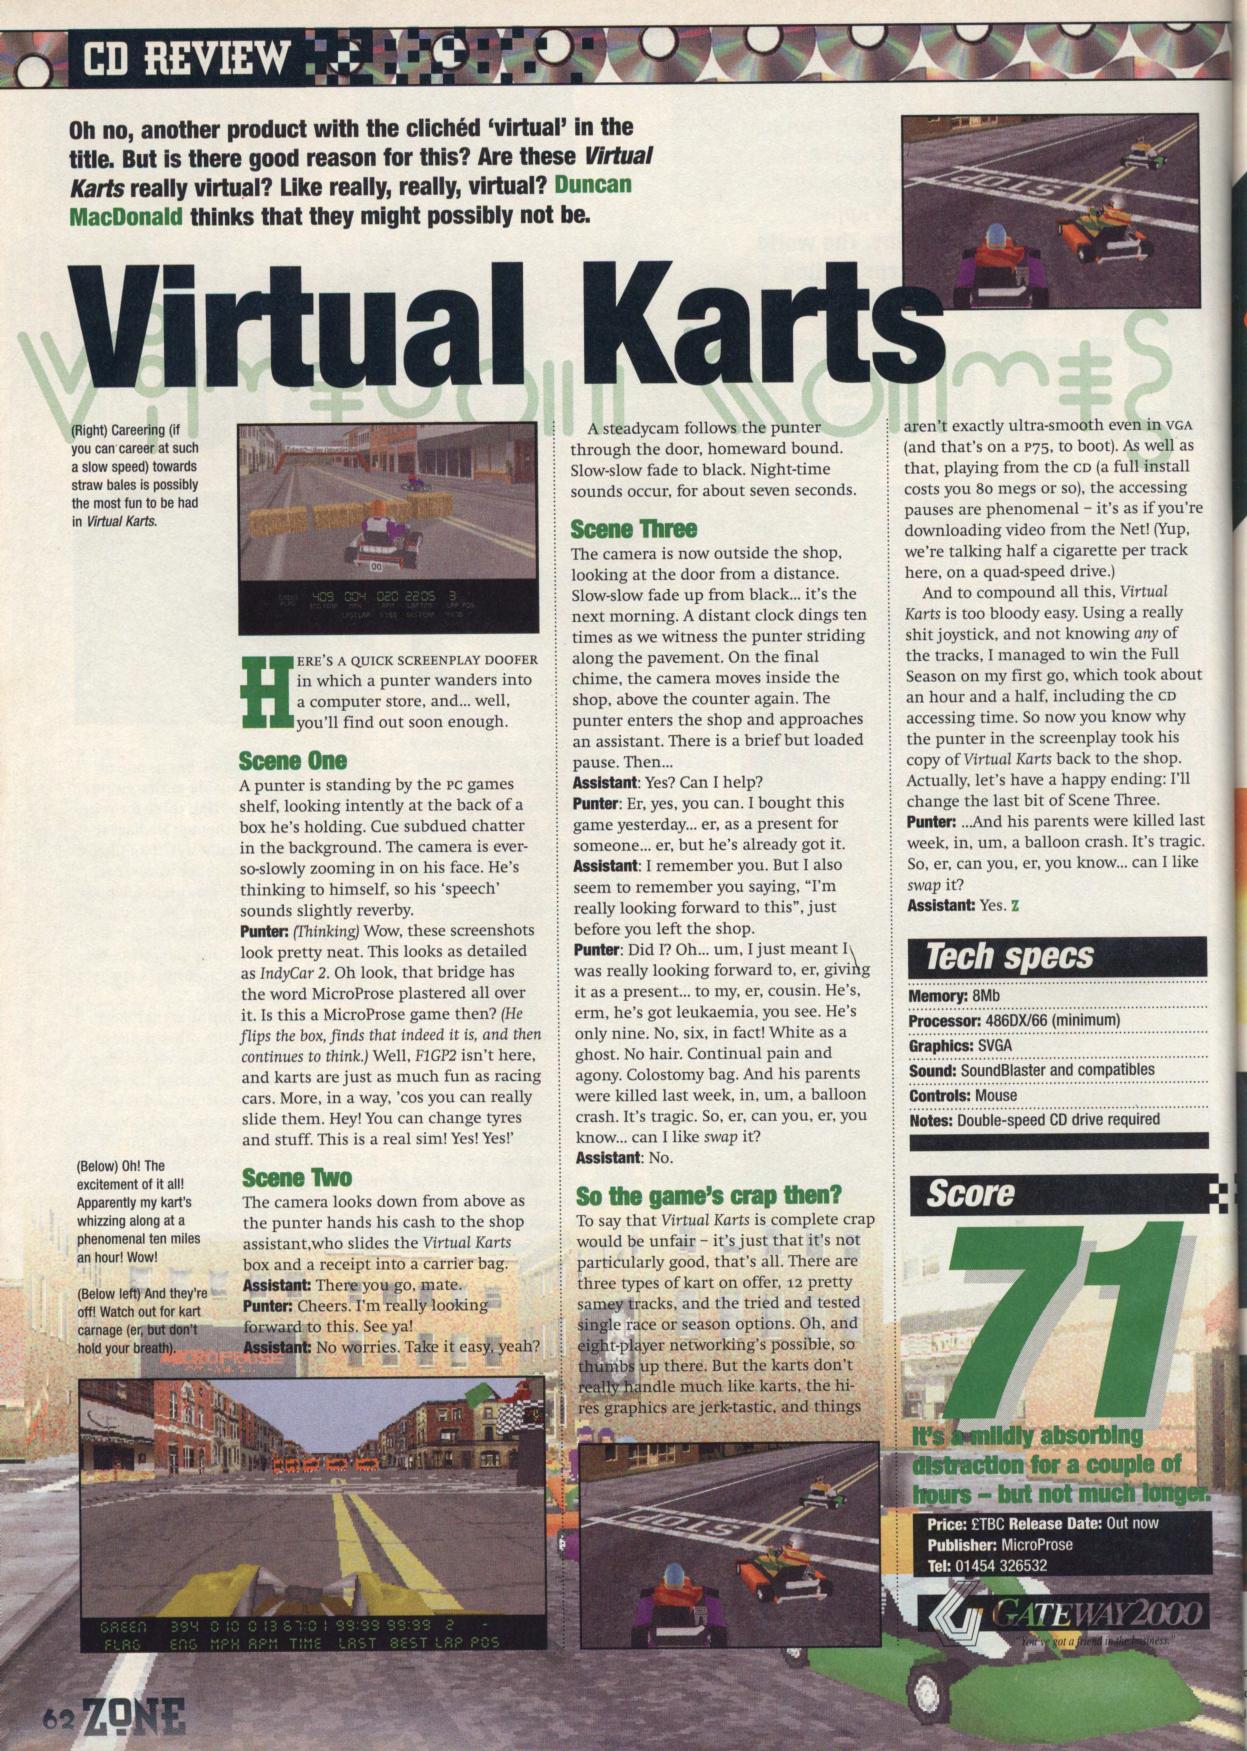 CD REVIEW
Oh no, another product with the clichéd ‘virtual’ in the
title. But is there good reason for this? Are these Virtual
Karts really virtual? Like really, really, virtual? Duncan
MacDonald thinks that they might possibly not be.
Virtual Karts
(Right) Careering (if
you can career at such
a slow speed) towards
straw bales is possibly
the most fun to be had
in Virtual Karts.
HERE'S A QUICK SCREENPLAY DOOFER
in which a punter wanders into
a computer store, and... well,
you'll find out soon enough.
Scene One
A punter is standing by the PC games
shelf, looking intently at the back of a
box he's holding. Cue subdued chatter
in the background. The camera is ever-
so-slowly zooming in on his face. He's
thinking to himself, so his ‘speech’
sounds slightly reverby.
Punter: (Thinking) Wow, these screenshots
look pretty neat. This looks as detailed
as IndyCar 2. Oh look, that bridge has
the word MicroProse plastered all over
it. Is this a MicroProse game then? (He
flips the box, finds that indeed it is, and then
continues to think.) Well, F1GP2 isn't here,
and karts are just as much fun as racing
cars. More, in a way, 'cos you can really
slide them. Hey! You can change tyres
and stuff. This is a real sim! Yes! Yes!’
(Below) Oh! The
excitement of it all!
Apparently my kart's
whizzing along at a
phenomenal ten miles
an hour! Wow!
(Below left) And they're
off! Watch out for kart
carnage (er, but don't
hold your breath).
Scene Two
The camera looks down from above as
the punter hands his cash to the shop
assistant,who slides the Virtual Karts
box and a receipt into a carrier bag.
Assistant: There you go, mate.
Punter: Cheers. I'm really looking
forward to this. See ya!
Assistant: No worries. Take it easy, yeah?
A steadycam follows the punter
through the door, homeward bound.
Slow-slow fade to black. Night-time
sounds occur, for about seven seconds.
Scene Three
The camera is now outside the shop,
looking at the door from a distance.
Slow-slow fade up from black... it's the
next morning. A distant clock dings ten
times as we witness the punter striding
along the pavement. On the final
chime, the camera moves inside the
shop, above the counter again. The
punter enters the shop and approaches
an assistant. There is a brief but loaded
pause. Then...
Assistant: Yes? Can I help?
Punter: Er, yes, you can. I bought this
game yesterday... er, as a present for
someone... er, but he's already got it.
Assistant: I remember you. But I also
seem to remember you saying, “I'm
really looking forward to this”, just
before you left the shop.
Punter: Did I? Oh... um, I just meant I
was really looking forward to, er, giving
it as a present... to my, er, cousin. He's,
erm, he's got leukaemia, you see. He's
only nine. No, six, in fact! White as a
ghost. No hair. Continual pain and
agony. Colostomy bag. And his parents
were killed last week, in, um, a balloon
crash. It's tragic. So, er, can you, er, you
know... can I like swap it?
Assistant: No.
So the game's crap then?
To say that Virtual Karts is complete crap
would be unfair – it's just that it's not
particularly good, that's all. There are
three types of kart on offer, 12 pretty
samey tracks, and the tried and tested
single race or season options. Oh, and
eight-player networking's possible, so
thumbs up there. But the karts don't
really handle much like karts, the hi-
res graphics are jerk-tastic, and things
aren't exactly ultra-smooth even in VGA
(and that's on a P75, to boot). As well as
that, playing from the CD (a full install
costs you 80 megs or so), the accessing
pauses are phenomenal – it's as if you're
downloading video from the Net! (Yup,
we're talking half a cigarette per track
here, on a quad-speed drive.)
And to compound all this, Virtual
Karts is too bloody easy. Using a really
shit joystick, and not knowing any of
the tracks, I managed to win the Full
Season on my first go, which took about
an hour and a half, including the CD
accessing time. So now you know why
the punter in the screenplay took his
copy of Virtual Karts back to the shop.
Actually, let's have a happy ending: I'll
change the last bit of Scene Three.
Punter: ...And his parents were killed last
week, in, um, a balloon crash. It's tragic.
So, er, can you, er, you know... can I like
swap it?
Assistant: Yes. Z
Tech specs
Memory: 8Mb
Processor: 486DX/66 (minimum)
Graphics: SVGA
Sound: SoundBlaster and compatibles
Controls: Mouse
Notes: Double-speed CD drive required
Score
71
It's a mildly absorbing
distraction for a couple of
hours – but not much longer.
Price: £TBC Release Date: Out now
Publisher: MicroProse
Tel: 01454 326532
GATEWAY2000
"You've got a friend in the business."
STOP
STOP
00
409 004 020 22:05 3
MICROPROSE
GREEN 394 010 013 67:01 99:99 99:99 2 -
FLAG ENG MPH RPM TIME LAST BEST LAP POS
62 ZONE